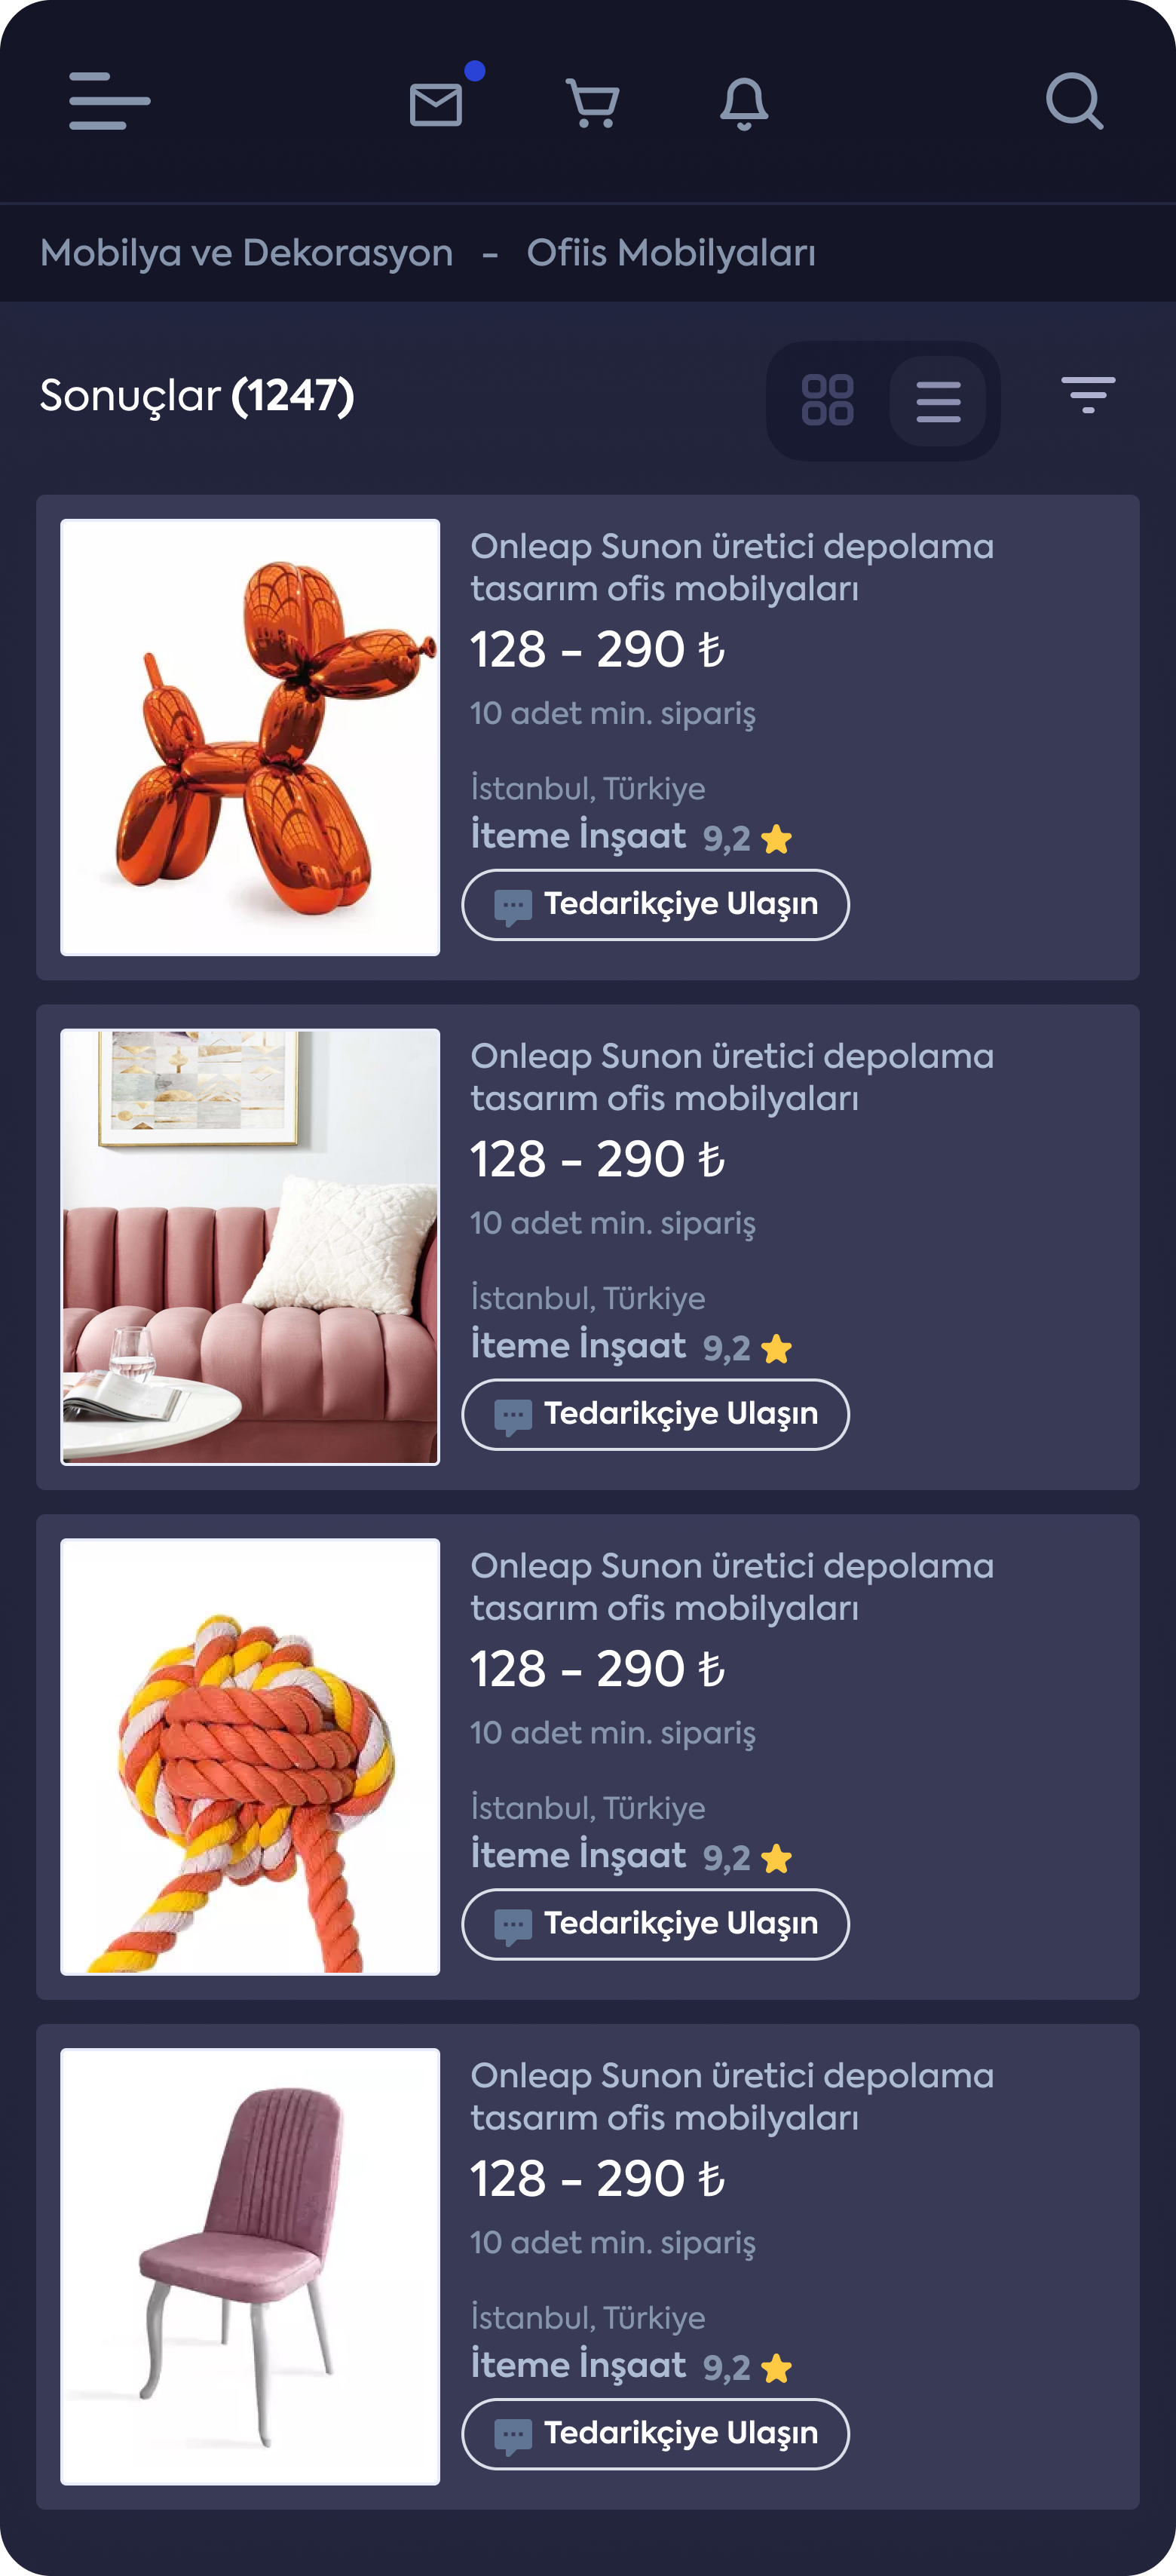 Mobilya ve Dekorasyon - Ofiis Mobilyaları
Sonuçlar (1247)
Onleap Sunon üretici depolama
tasarım ofis mobilyaları
128 - 290 ₺
10 adet min. sipariş
İstanbul, Türkiye
İteme İnşaat 9,2
Tedarikçiye Ulaşın
Onleap Sunon üretici depolama
tasarım ofis mobilyaları
128 - 290 ₺
10 adet min. sipariş
İstanbul, Türkiye
İteme İnşaat 9,2
Tedarikçiye Ulaşın
Onleap Sunon üretici depolama
tasarım ofis mobilyaları
128 - 290 ₺
10 adet min. sipariş
İstanbul, Türkiye
İteme İnşaat 9,2
Tedarikçiye Ulaşın
Onleap Sunon üretici depolama
tasarım ofis mobilyaları
128 - 290 ₺
10 adet min. sipariş
İstanbul, Türkiye
İteme İnşaat 9,2
Tedarikçiye Ulaşın